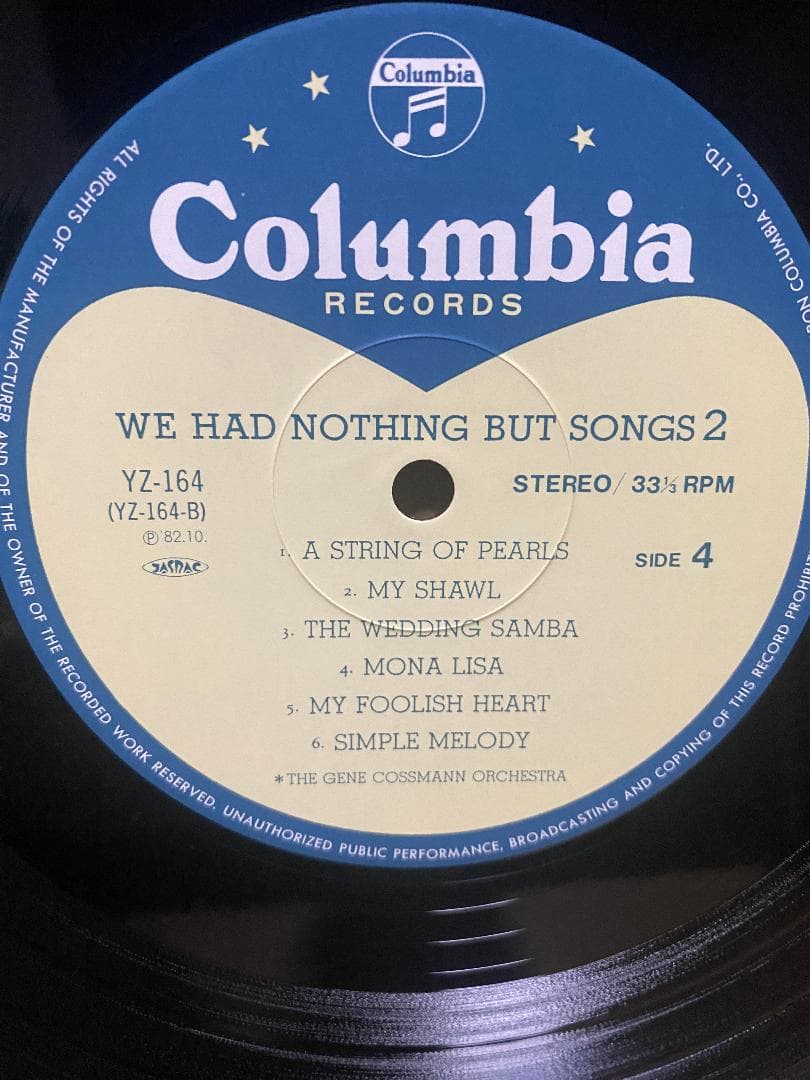 Columbia
Columbia
RECORDS
WE HAD NOTHING BUT SONGS 2
YZ-164
(YZ-164-B)
Ⓟ'82.10.
JASRAC
STEREO/33⅓ RPM
SIDE 4
1. A STRING OF PEARLS
2. MY SHAWL
3. THE WEDDING SAMBA
4. MONA LISA
5. MY FOOLISH HEART
6. SIMPLE MELODY
*THE GENE COSSMANN ORCHESTRA
ALL RIGHTS OF THE MANUFACTURER AND OF THE OWNER OF THE RECORDED WORK RESERVED. UNAUTHORIZED PUBLIC PERFORMANCE, BROADCASTING AND COPYING OF THIS RECORD PROHIBIT
COLUMBIA CO., LTD.